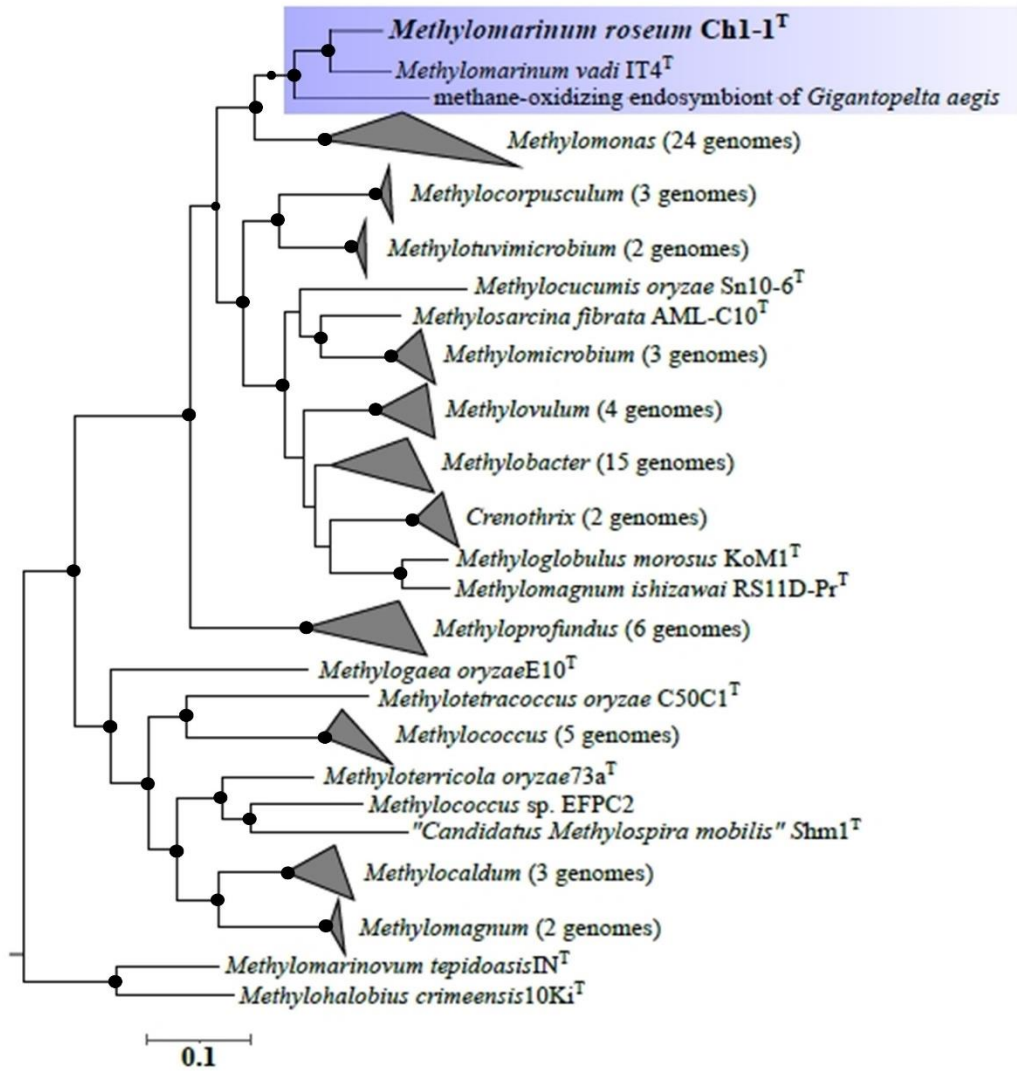 Methylomarinum roseum Ch1-1T
Methylomarinum vadi IT4T
methane-oxidizing endosymbiont of Gigantopelta aegis
Methylomonas (24 genomes)
Methylocorpusculum (3 genomes)
Methylotuvimicrobium (2 genomes)
Methylocucumis oryzae Sn10-6T
Methylosarcina fibrata AML-C10T
Methylomicrobium (3 genomes)
Methylovulum (4 genomes)
Methylobacter (15 genomes)
Crenothrix (2 genomes)
Methyloglobulus morosus KoM1T
Methylomagnum ishizawai RS11D-PrT
Methyloprofundus (6 genomes)
Methylogaea oryzaeE10T
Methylotetracoccus oryzae C50C1T
Methylococcus (5 genomes)
Methyloterricola oryzae73aT
Methylococcus sp. EFPC2
"Candidatus Methylospira mobilis" Shm1T
Methylocaldum (3 genomes)
Methylomagnum (2 genomes)
Methylomarinovum tepidoasisINT
Methylohalobius crimeensis10KiT
0.1